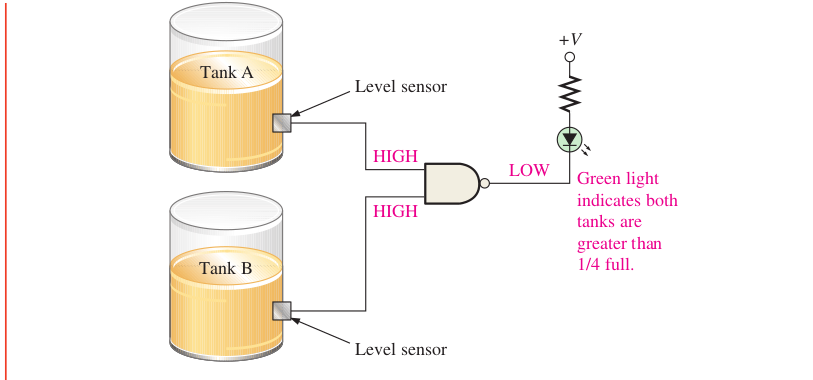 +V
Tank A
Level sensor
HIGH
LOW
Green light
indicates both
tanks are
greater than
1/4 full.
HIGH
Tank B
Level sensor